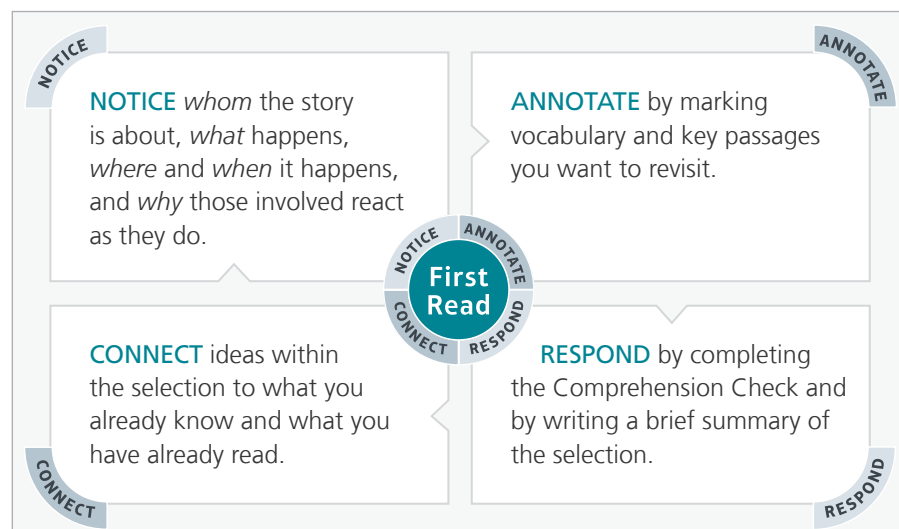 NOTICE
NOTICE whom the story
is about, what happens,
where and when it happens,
and why those involved react
as they do.
ANNOTATE
ANNOTATE by marking
vocabulary and key passages
you want to revisit.
NOTICE
ANNOTATE
First
Read
CONNECT
RESPOND
CONNECT ideas within
the selection to what you
already know and what you
have already read.
CONNECT
RESPOND by completing
the Comprehension Check and
by writing a brief summary of
the selection.
RESPOND